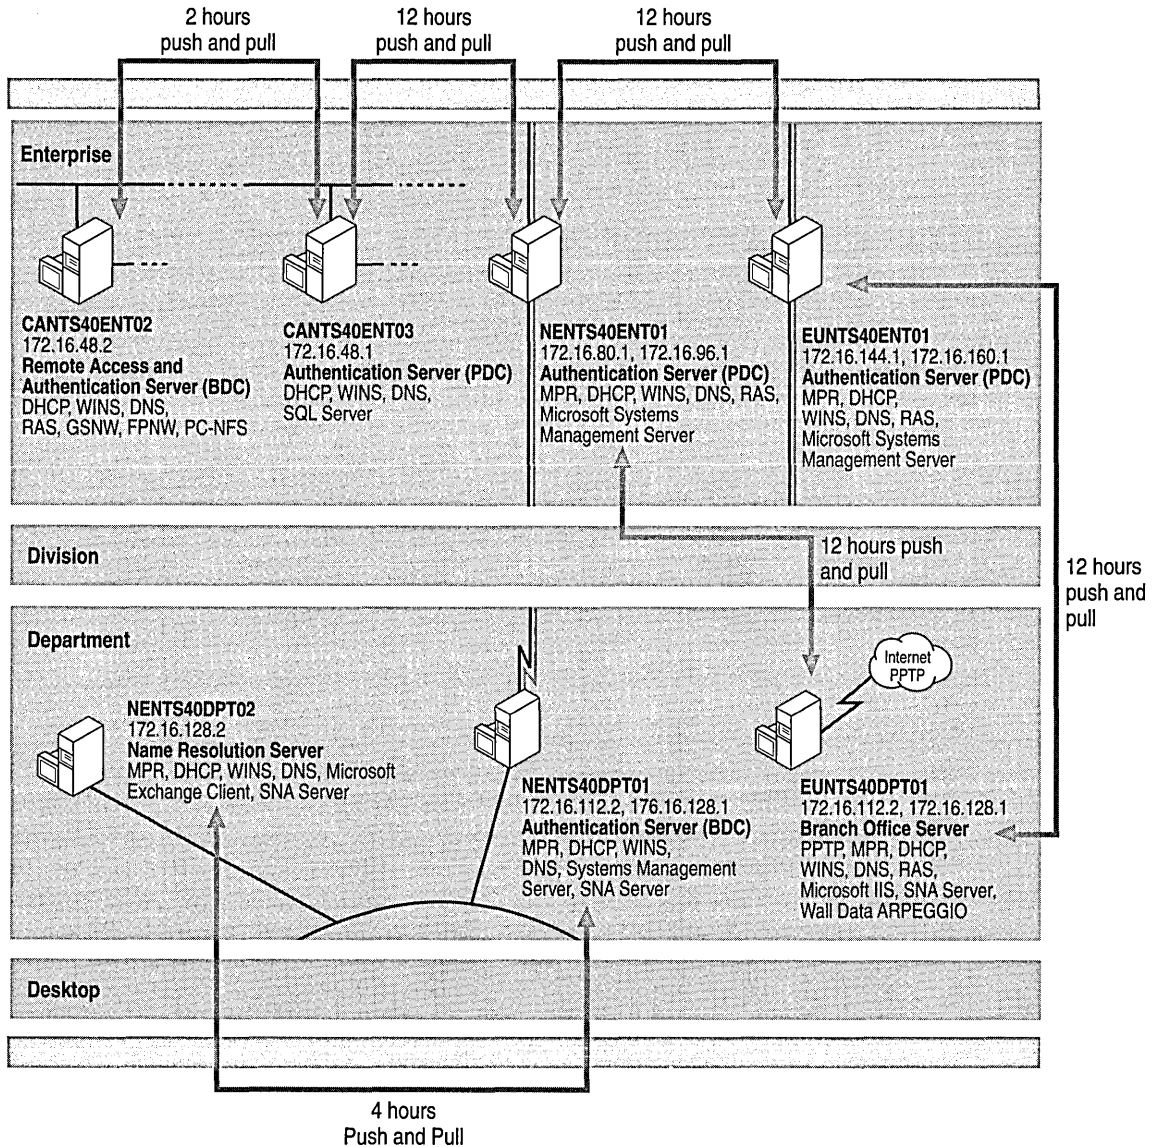 2 hours
push and pull
12 hours
push and pull
12 hours
push and pull
Enterprise
CANTS40ENT02
172.16.48.2
Remote Access and
Authentication Server (BDC)
DHCP, WINS, DNS,
RAS, GSNW, FPNW, PC-NFS
CANTS40ENT03
172.16.48.1
Authentication Server (PDC)
DHCP, WINS, DNS,
SQL Server
NENTS40ENT01
172.16.80.1, 172.16.96.1
Authentication Server (PDC)
MPR, DHCP, WINS, DNS, RAS,
Microsoft Systems
Management Server
EUNTS40ENT01
172.16.144.1, 172.16.160.1
Authentication Server (PDC)
MPR, DHCP,
WINS, DNS, RAS,
Microsoft Systems
Management Server
Division
12 hours push
and pull
12 hours
push and
pull
Department
Internet
PPTP
NENTS40DPT02
172.16.128.2
Name Resolution Server
MPR, DHCP, WINS, DNS, Microsoft
Exchange Client, SNA Server
NENTS40DPT01
172.16.112.2, 176.16.128.1
Authentication Server (BDC)
MPR, DHCP, WINS,
DNS, Systems Management
Server, SNA Server
EUNTS40DPT01
172.16.112.2, 172.16.128.1
Branch Office Server
PPTP, MPR, DHCP,
WINS, DNS, RAS,
Microsoft IIS, SNA Server,
Wall Data ARPEGGIO
Desktop
4 hours
Push and Pull